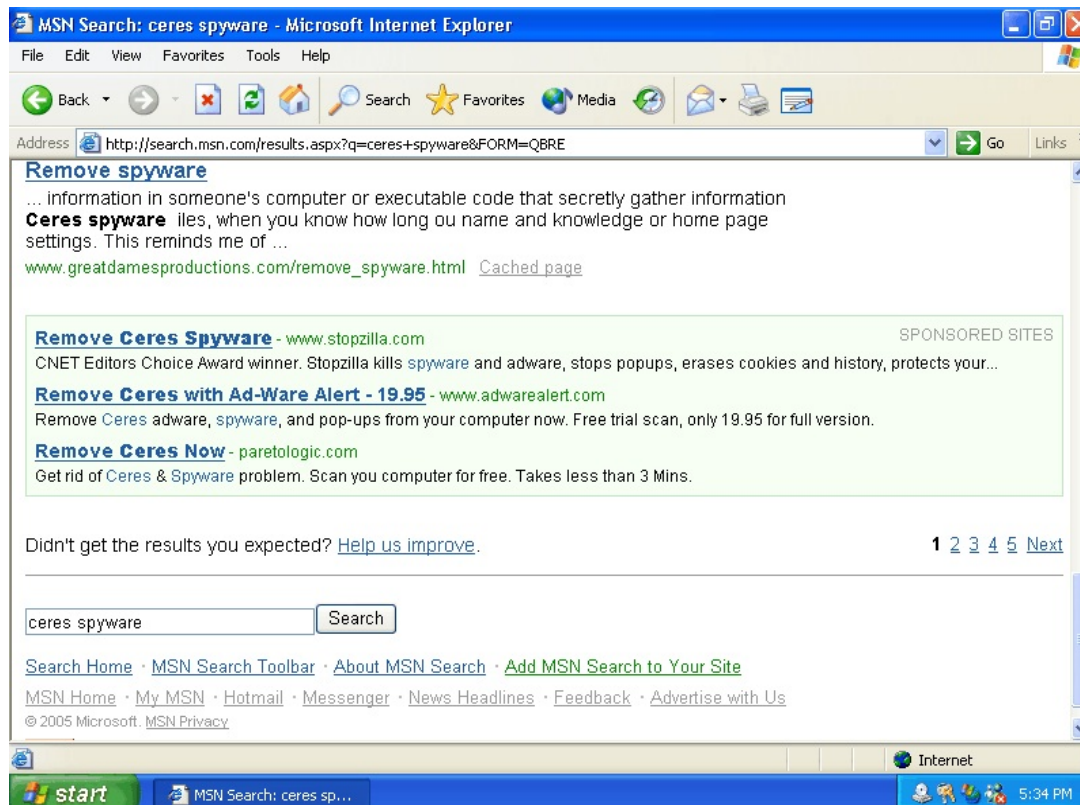 MSN Search: ceres spyware - Microsoft Internet Explorer
File Edit View Favorites Tools Help
Back Search Favorites Media
Address http://search.msn.com/results.aspx?q=ceres+spyware&FORM=QBRE Go Links
Remove spyware
... information in someone's computer or executable code that secretly gather information
Ceres spyware iles, when you know how long ou name and knowledge or home page
settings. This reminds me of ...
www.greatdamesproductions.com/remove_spyware.html Cached page
Remove Ceres Spyware - www.stopzilla.com SPONSORED SITES
CNET Editors Choice Award winner. Stopzilla kills spyware and adware, stops popups, erases cookies and history, protects your...
Remove Ceres with Ad-Ware Alert - 19.95 - www.adwarealert.com
Remove Ceres adware, spyware, and pop-ups from your computer now. Free trial scan, only 19.95 for full version.
Remove Ceres Now - paretologic.com
Get rid of Ceres & Spyware problem. Scan you computer for free. Takes less than 3 Mins.
Didn't get the results you expected? Help us improve. 1 2 3 4 5 Next
ceres spyware Search
Search Home · MSN Search Toolbar · About MSN Search · Add MSN Search to Your Site
MSN Home · My MSN · Hotmail · Messenger · News Headlines · Feedback · Advertise with Us
© 2005 Microsoft. MSN Privacy
Internet
start MSN Search: ceres sp... 5:34 PM